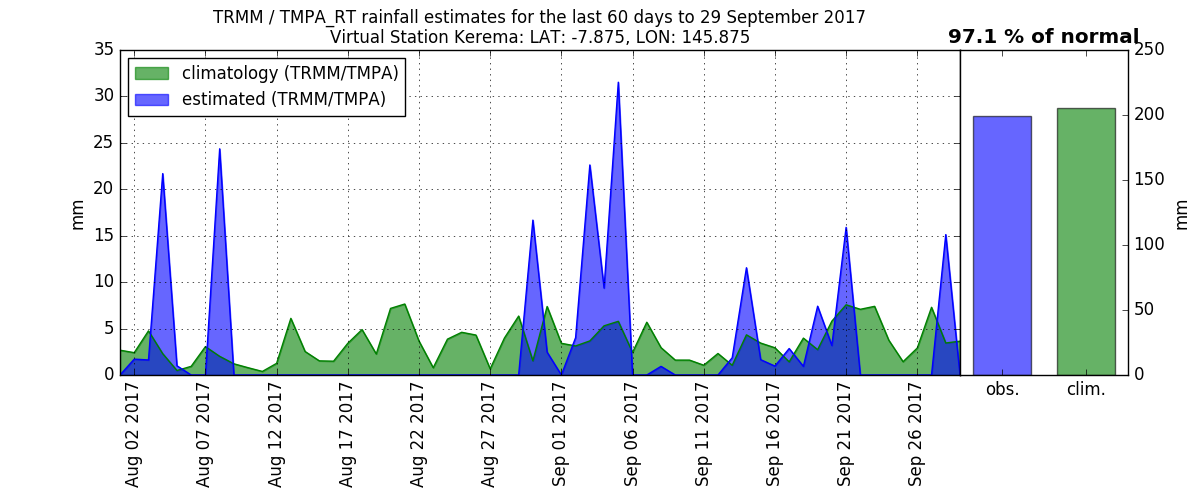 TRMM / TMPA_RT rainfall estimates for the last 60 days to 29 September 2017
Virtual Station Kerema: LAT: -7.875, LON: 145.875
97.1 % of normal
climatology (TRMM/TMPA)
estimated (TRMM/TMPA)
35
30
25
20
15
10
5
0
mm
250
200
150
100
50
0
mm
Aug 02 2017
Aug 07 2017
Aug 12 2017
Aug 17 2017
Aug 22 2017
Aug 27 2017
Sep 01 2017
Sep 06 2017
Sep 11 2017
Sep 16 2017
Sep 21 2017
Sep 26 2017
obs.
clim.